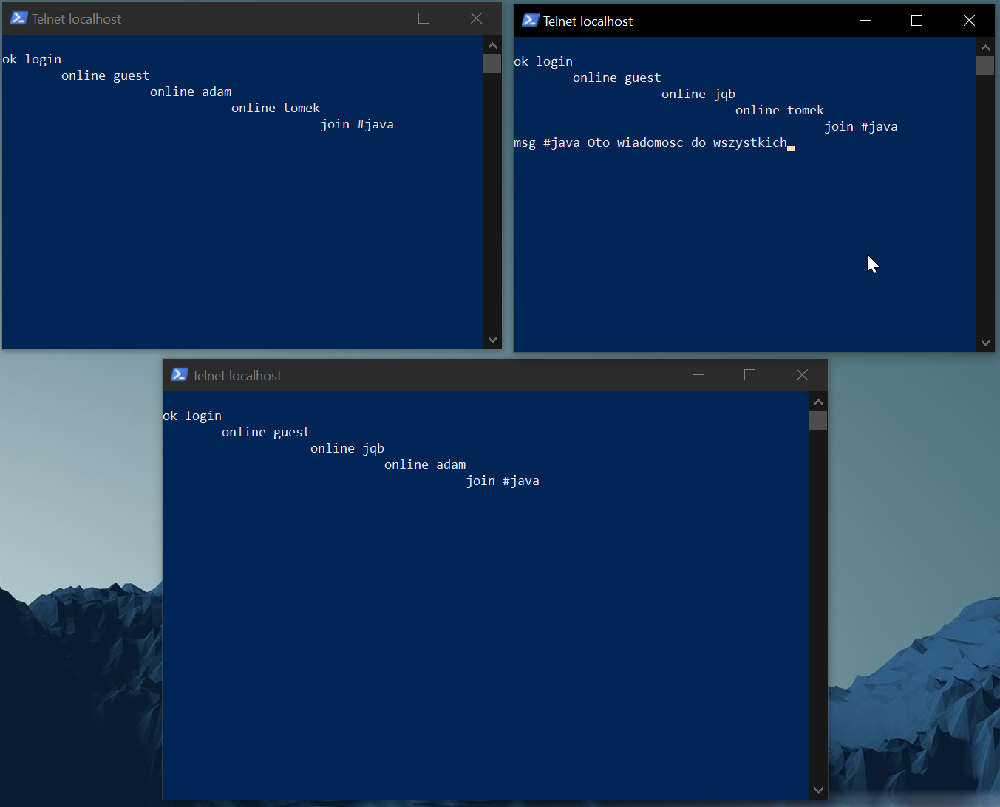 Telnet localhost
ok login
online guest
online adam
online tomek
join #java
Telnet localhost
ok login
online guest
online jqb
online tomek
join #java
msg #java Oto wiadomosc do wszystkich
Telnet localhost
ok login
online guest
online jqb
online adam
join #java